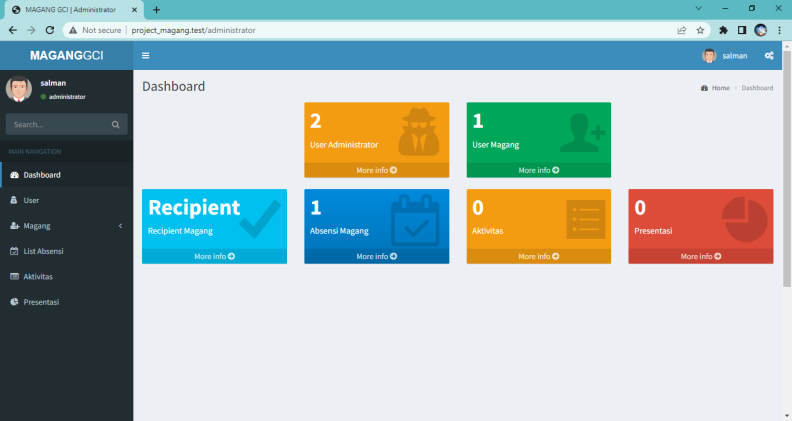 MAGANG GCI | Administrator
Not secure | project_magang.test/administrator
MAGANGGCI
salman
salman
administrator
Search...
MAIN NAVIGATION
Dashboard
User
Magang
List Absensi
Aktivitas
Presentasi
Dashboard
Home > Dashboard
2
User Administrator
More info
1
User Magang
More info
Recipient
Recipient Magang
More info
1
Absensi Magang
More info
0
Aktivitas
More info
0
Presentasi
More info